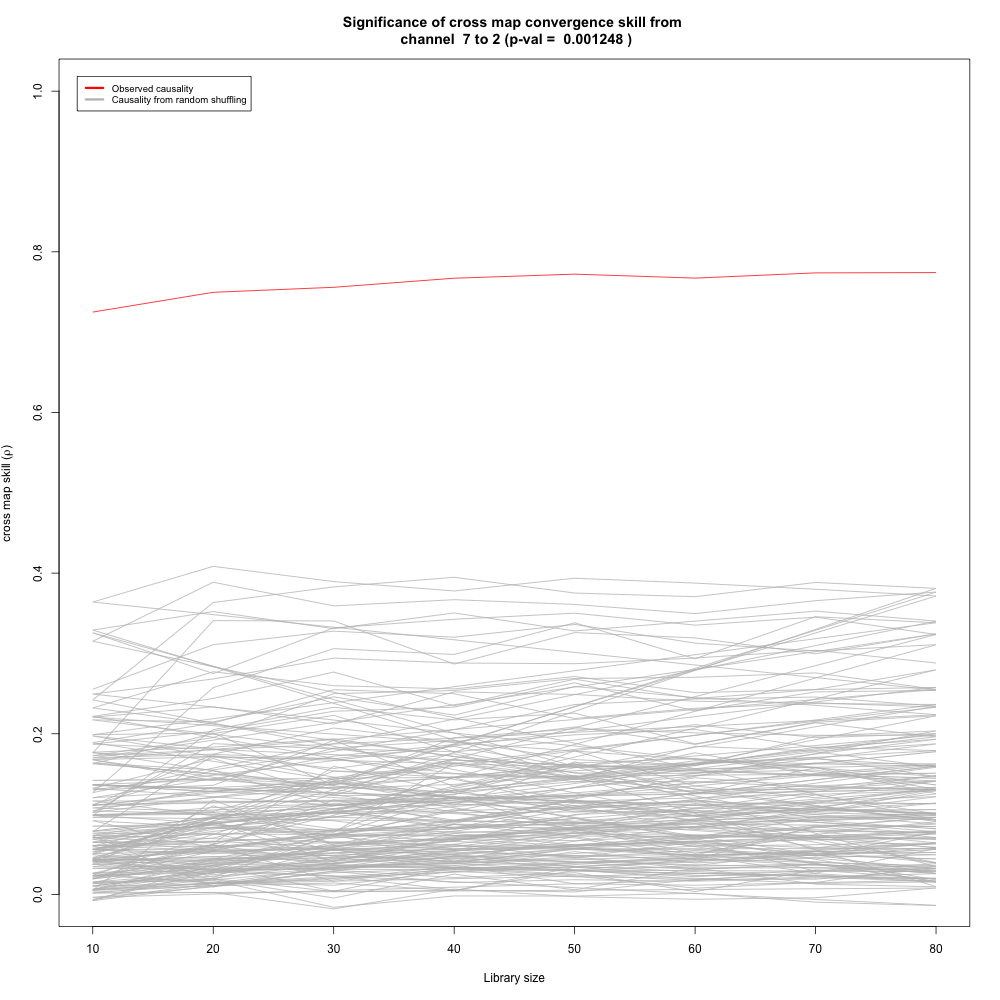 Significance of cross map convergence skill from
channel  7 to 2 (p-val =  0.001248 )
Observed causality
Causality from random shuffling
1.0
0.8
0.6
0.4
0.2
0.0
cross map skill (ρ)
10 20 30 40 50 60 70 80
Library size